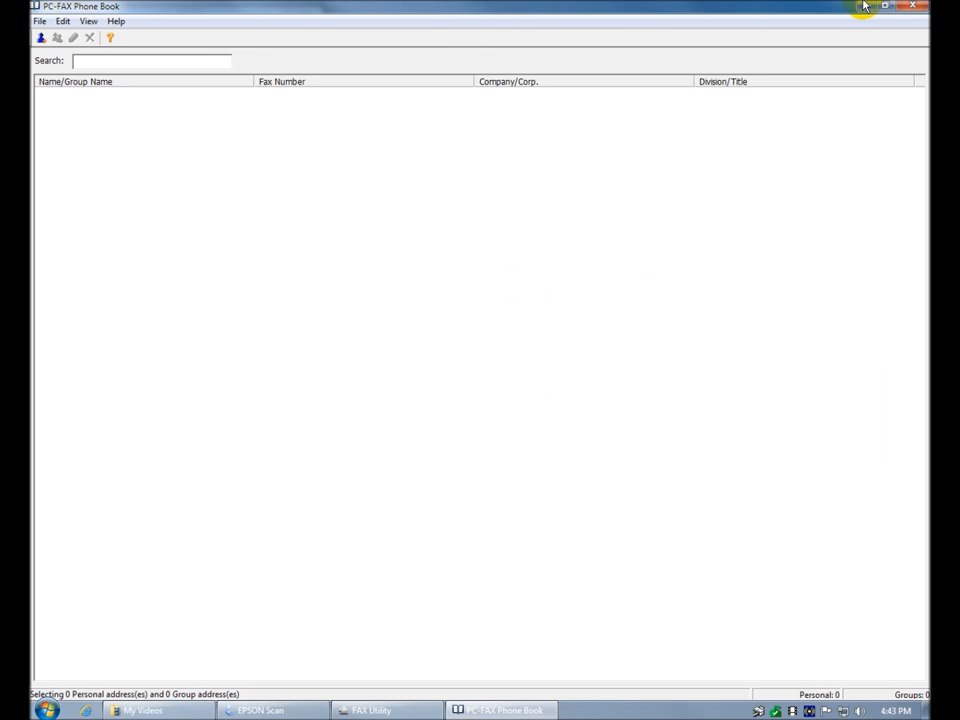 PC-FAX Phone Book
File Edit View Help
Search:
Name/Group Name Fax Number Company/Corp. Division/Title
Selecting 0 Personal address(es) and 0 Group address(es) Personal: 0 Groups: 0
My Videos EPSON Scan FAX Utility PC-FAX Phone Book 4:43 PM